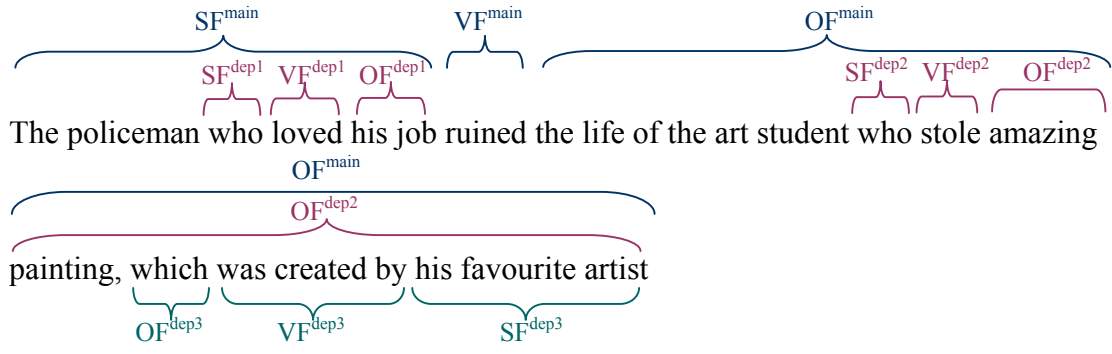 SF^main VF^main OF^main
SF^dep1 VF^dep1 OF^dep1 SF^dep2 VF^dep2 OF^dep2
The policeman who loved his job ruined the life of the art student who stole amazing
OF^main
OF^dep2
painting, which was created by his favourite artist
OF^dep3 VF^dep3 SF^dep3